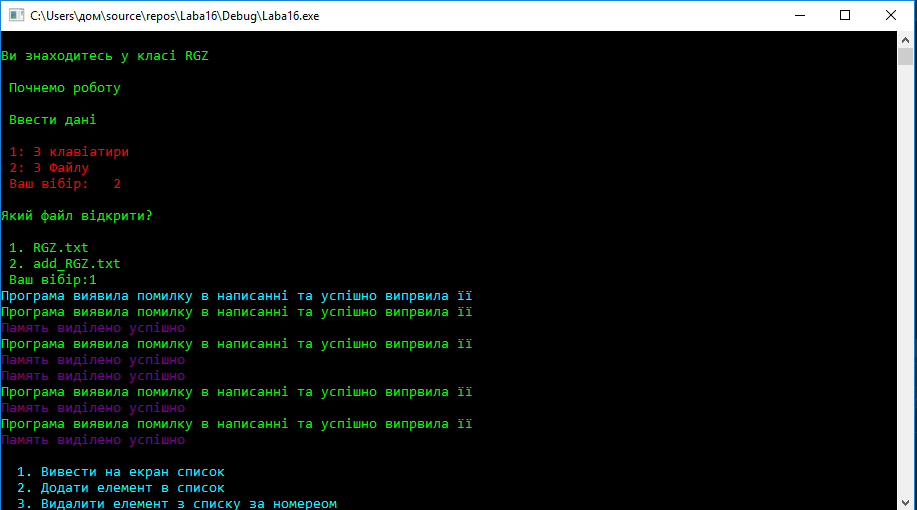 C:\Users\дом\source\repos\Laba16\Debug\Laba16.exe
Ви знаходитесь у класі RGZ
Почнемо роботу
Ввести дані
1: З клавіатири
2: З Файлу
Ваш вібір:   2
Який файл відкрити?
1. RGZ.txt
2. add_RGZ.txt
Ваш вібір:1
Програма виявила помилку в написанні та успішно випрвила її
Програма виявила помилку в написанні та успішно випрвила її
Память виділено успішно
Програма виявила помилку в написанні та успішно випрвила її
Память виділено успішно
Память виділено успішно
Програма виявила помилку в написанні та успішно випрвила її
Память виділено успішно
Програма виявила помилку в написанні та успішно випрвила її
Память виділено успішно
1. Вивести на екран список
2. Додати елемент в список
3. Видалити елемент з списку за номереом